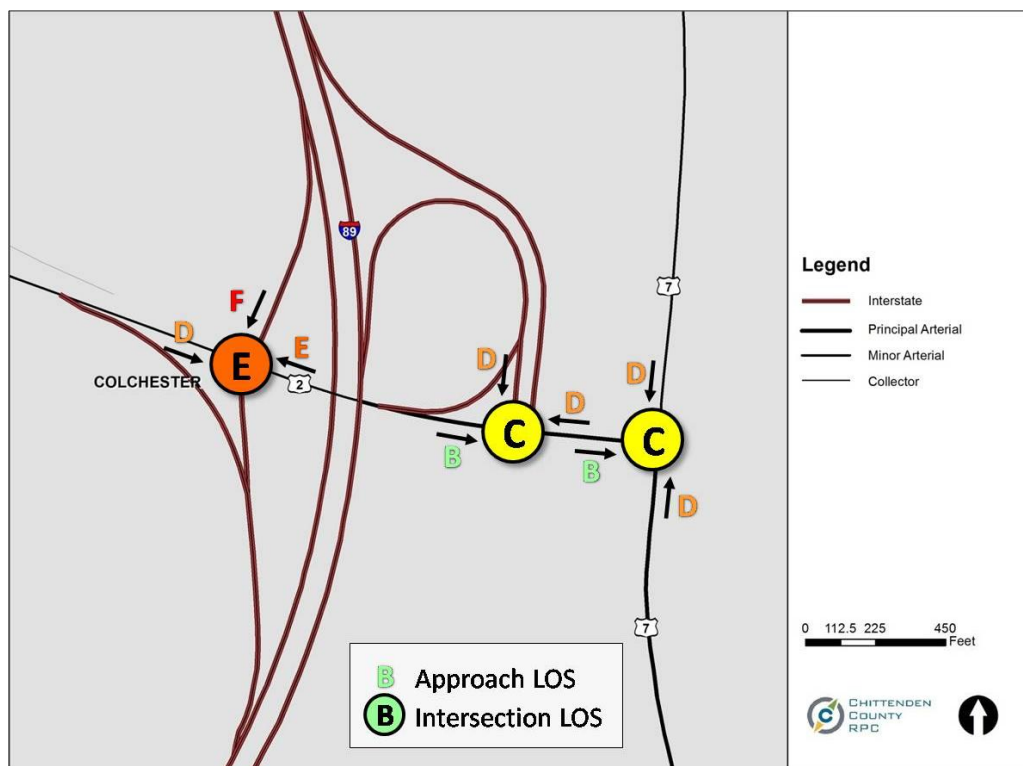 7
89
7
Legend
Interstate
Principal Arterial
Minor Arterial
Collector
F
D
E
E
COLCHESTER
2
D
D
D
C
C
B
B
D
7
0 112.5 225 450
Feet
B Approach LOS
B Intersection LOS
CHITTENDEN
COUNTY
RPC
C